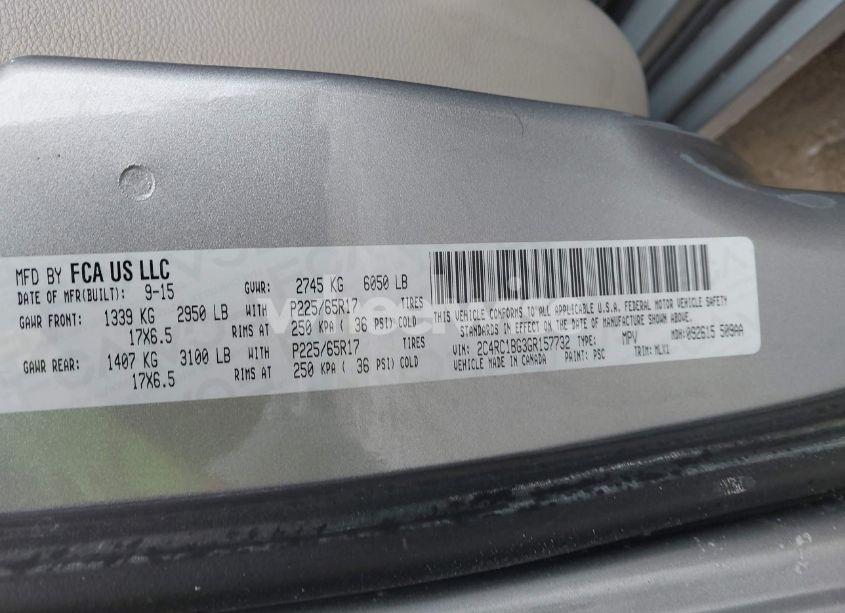 MFD BY FCA US LLC
DATE OF MFR(BUILT): 9-15
GVWR: 2745 KG 6050 LB
GAWR FRONT: 1339 KG 2950 LB WITH P225/65R17 TIRES
17X6.5 RIMS AT 250 KPA ( 36 PSI) COLD
GAWR REAR: 1407 KG 3100 LB WITH P225/65R17 TIRES
17X6.5 RIMS AT 250 KPA ( 36 PSI) COLD
THIS VEHICLE CONFORMS TO ALL APPLICABLE U.S.A. FEDERAL MOTOR VEHICLE SAFETY
STANDARDS IN EFFECT ON THE DATE OF MANUFACTURE SHOWN ABOVE.
VIN: 2C4RC1BG3GR157732 TYPE: MPV MDH: 092615 509AA
VEHICLE MADE IN CANADA PAINT: PSC TRIM: MLX1